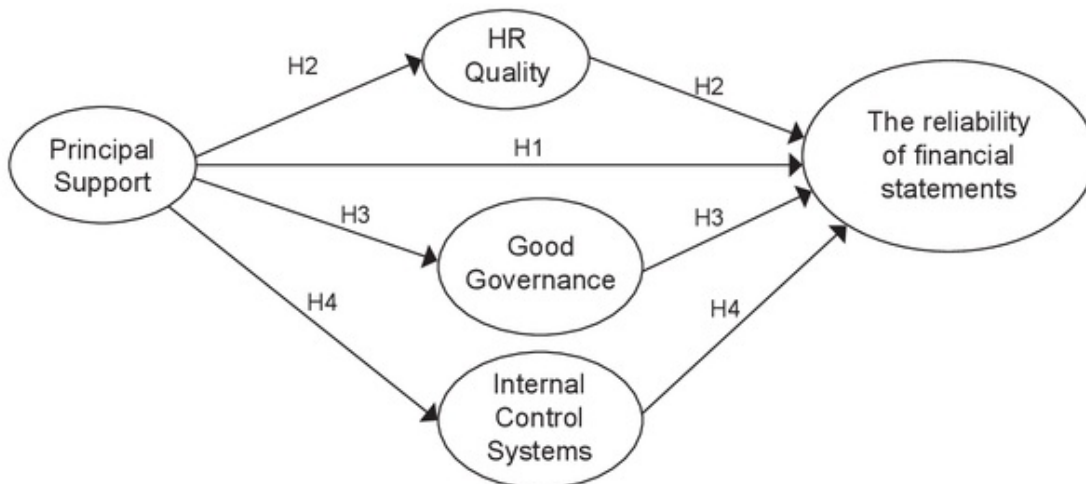 HR
Quality
H2
H2
Principal
Support
H1
The reliability
of financial
statements
H3
Good
Governance
H3
H4
Internal
Control
Systems
H4